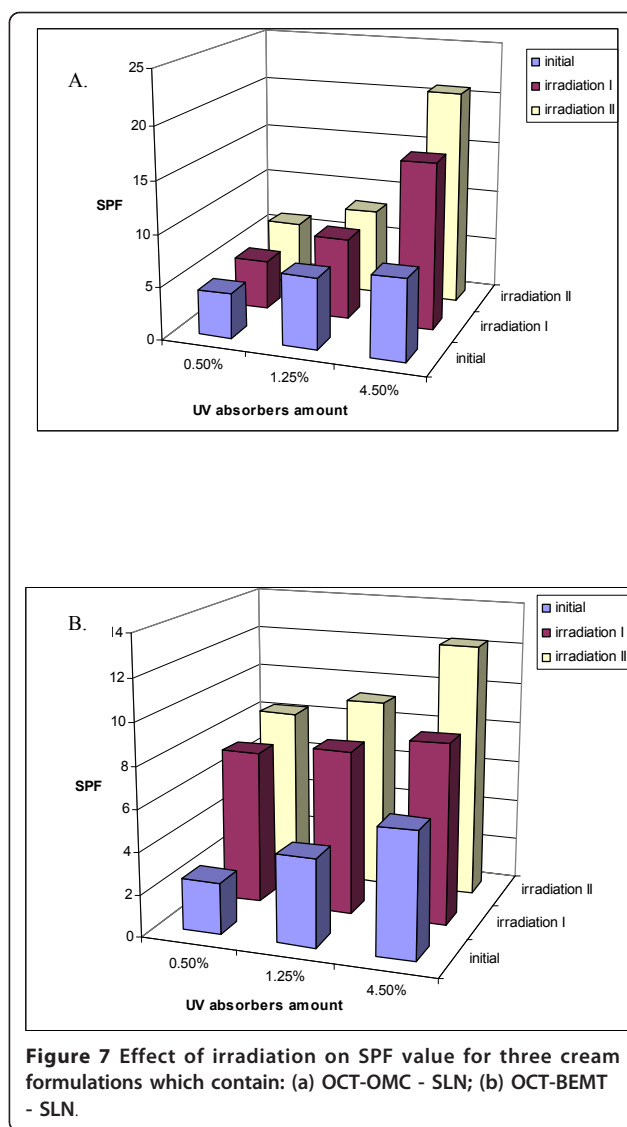 A.
25
20
15
10
5
0
SPF
0.50%
1.25%
4.50%
UV absorbers amount
initial
irradiation I
irradiation II
initial
irradiation I
irradiation II
B.
14
12
10
8
6
4
2
0
SPF
0.50%
1.25%
4.50%
UV absorbers amount
initial
irradiation I
irradiation II
initial
irradiation I
irradiation II
Figure 7 Effect of irradiation on SPF value for three cream
formulations which contain: (a) OCT-OMC - SLN; (b) OCT-BEMT
- SLN.